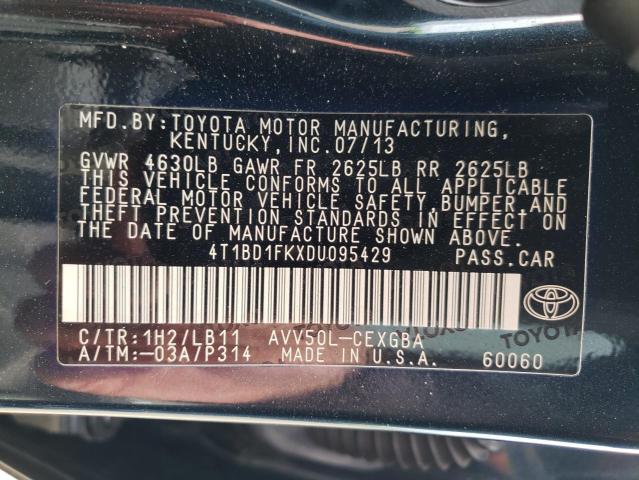 MFD.BY:TOYOTA MOTOR MANUFACTURING,
KENTUCKY, INC.07/13
GVWR 4630LB GAWR FR 2625LB RR 2625LB
THIS VEHICLE CONFORMS TO ALL APPLICABLE
FEDERAL MOTOR VEHICLE SAFETY,BUMPER,AND
THEFT PREVENTION STANDARDS IN EFFECT ON
THE DATE OF MANUFACTURE SHOWN ABOVE.
4T1BD1FKXDU095429 PASS.CAR
C/TR:1H2/LB11 AVV50L-CEXGBA
TOYOTA
A/TM:-03A/P314 MADE IN U.S.A. 60060